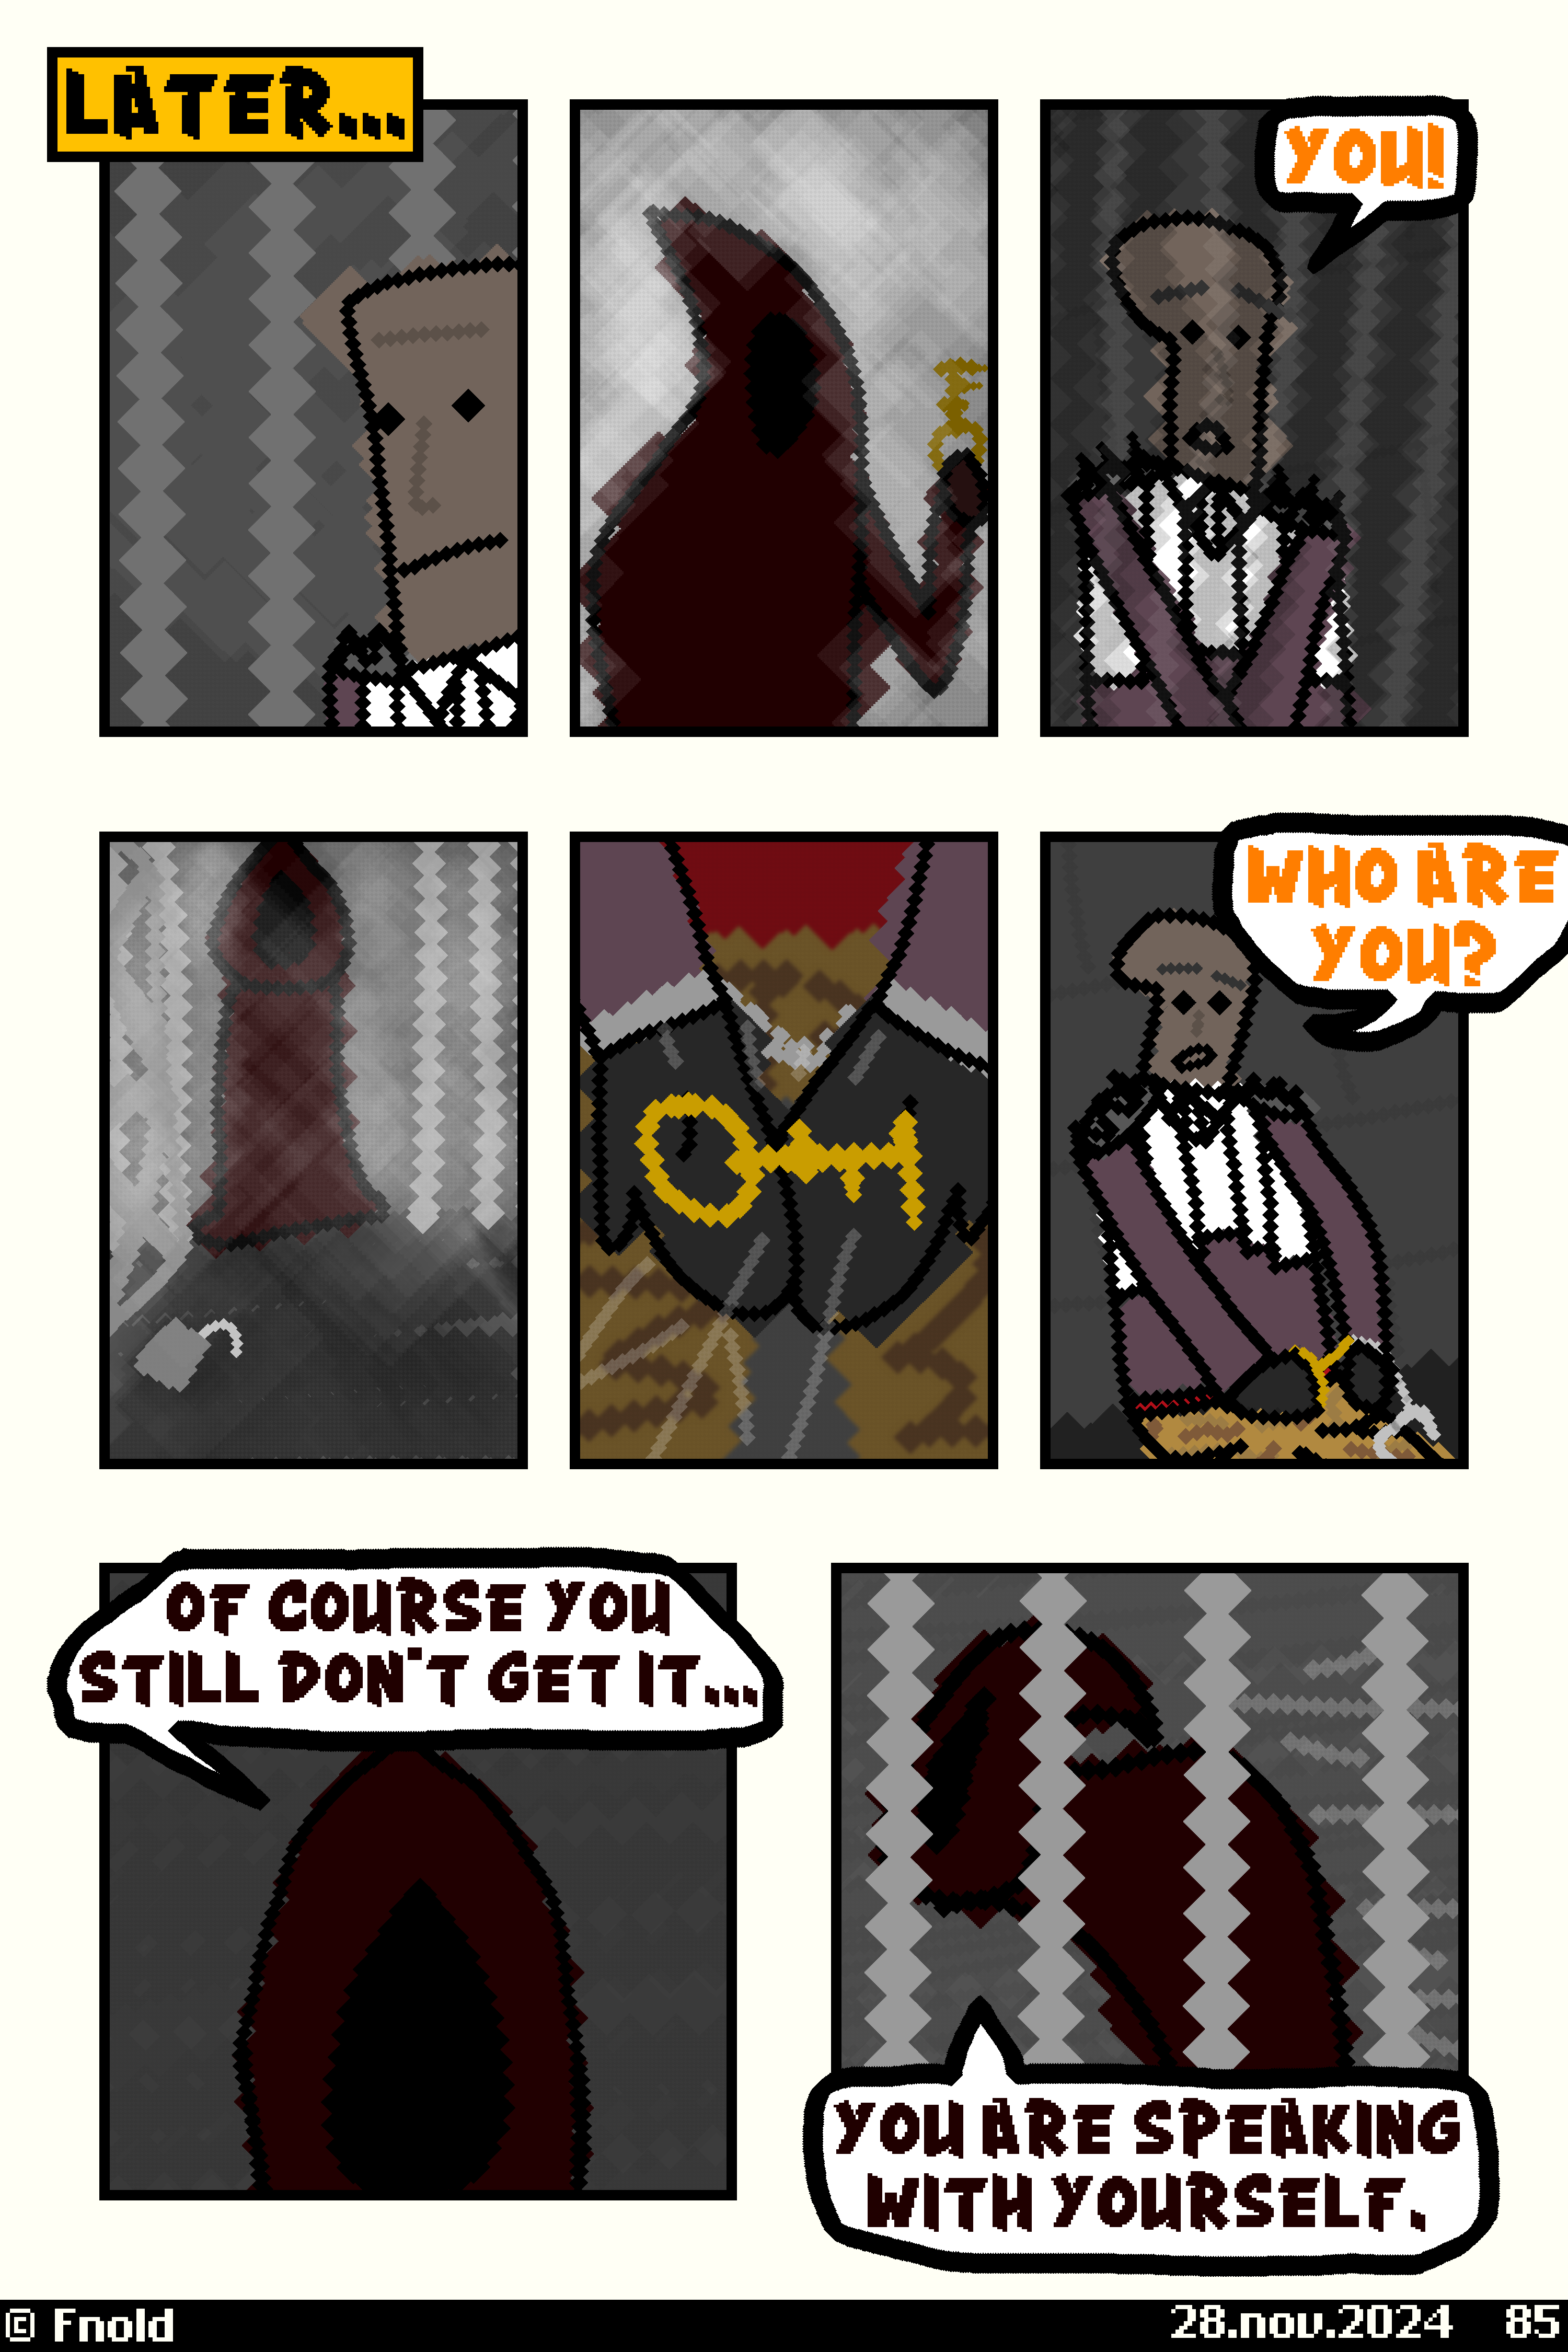 LATER...
YOU!
WHO ARE
YOU?
OF COURSE YOU
STILL DON'T GET IT...
YOU ARE SPEAKING
WITH YOURSELF.
© Fnold
28.nov.2024 85